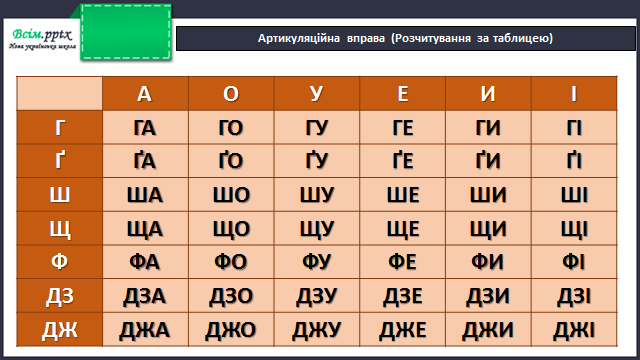 Всім.pptx
Нова українська школа
Артикуляційна вправа (Розчитування за таблицею)
А О У Е И І
Г ГА ГО ГУ ГЕ ГИ ГІ
Ґ ҐА ҐО ҐУ ҐЕ ҐИ ҐІ
Ш ША ШО ШУ ШЕ ШИ ШІ
Щ ЩА ЩО ЩУ ЩЕ ЩИ ЩІ
Ф ФА ФО ФУ ФЕ ФИ ФІ
ДЗ ДЗА ДЗО ДЗУ ДЗЕ ДЗИ ДЗІ
ДЖ ДЖА ДЖО ДЖУ ДЖЕ ДЖИ ДЖІ